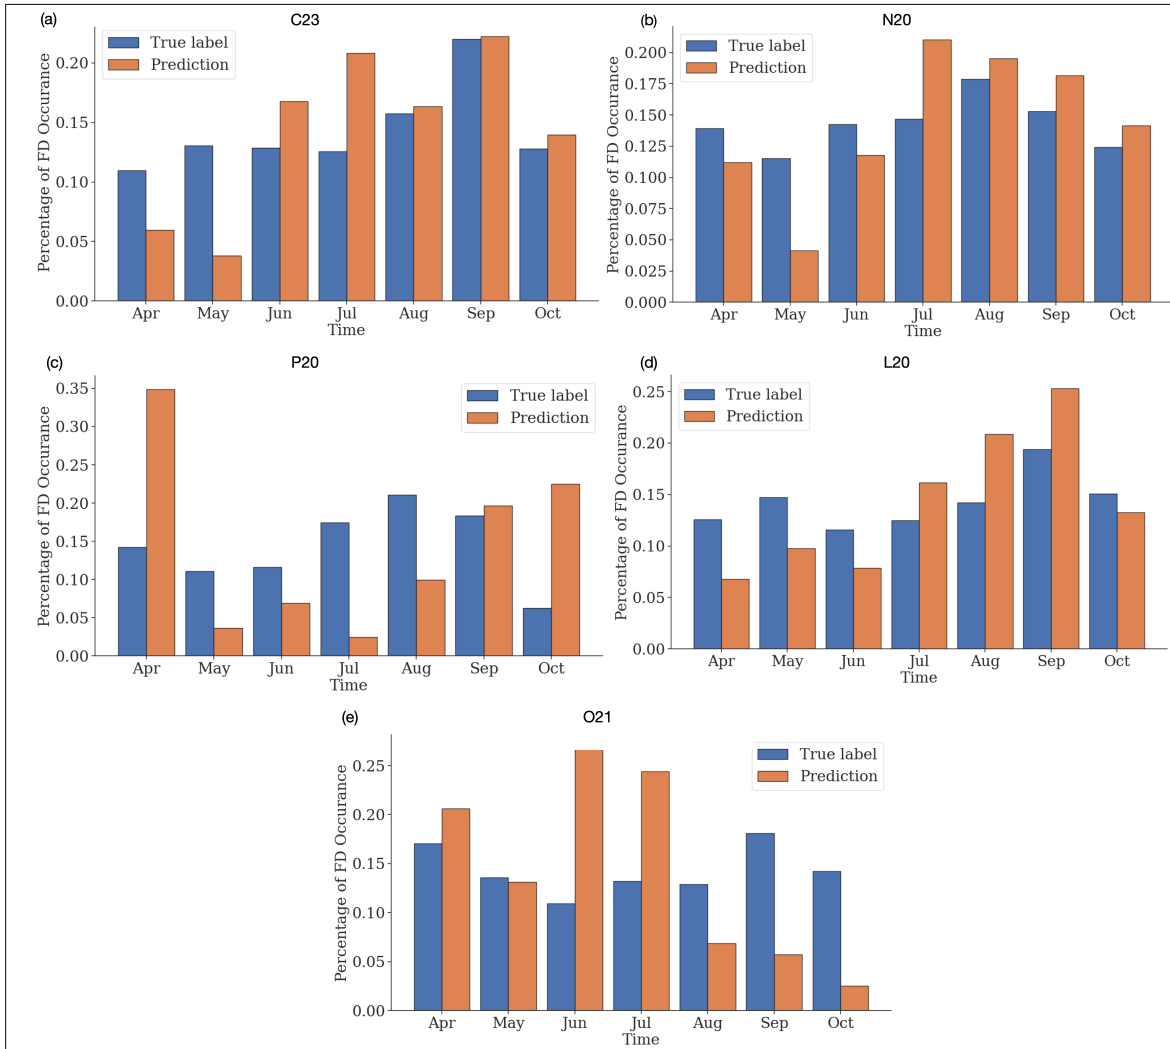 (a)
C23
True label
Prediction
Percentage of FD Occurance
0.20
0.15
0.10
0.05
0.00
Apr May Jun Jul Aug Sep Oct
Time
(b)
N20
True label
Prediction
Percentage of FD Occurance
0.200
0.175
0.150
0.125
0.100
0.075
0.050
0.025
0.000
Apr May Jun Jul Aug Sep Oct
Time
(c)
P20
True label
Prediction
Percentage of FD Occurance
0.35
0.30
0.25
0.20
0.15
0.10
0.05
0.00
Apr May Jun Jul Aug Sep Oct
Time
(d)
L20
True label
Prediction
Percentage of FD Occurance
0.25
0.20
0.15
0.10
0.05
0.00
Apr May Jun Jul Aug Sep Oct
Time
(e)
O21
True label
Prediction
Percentage of FD Occurance
0.25
0.20
0.15
0.10
0.05
0.00
Apr May Jun Jul Aug Sep Oct
Time